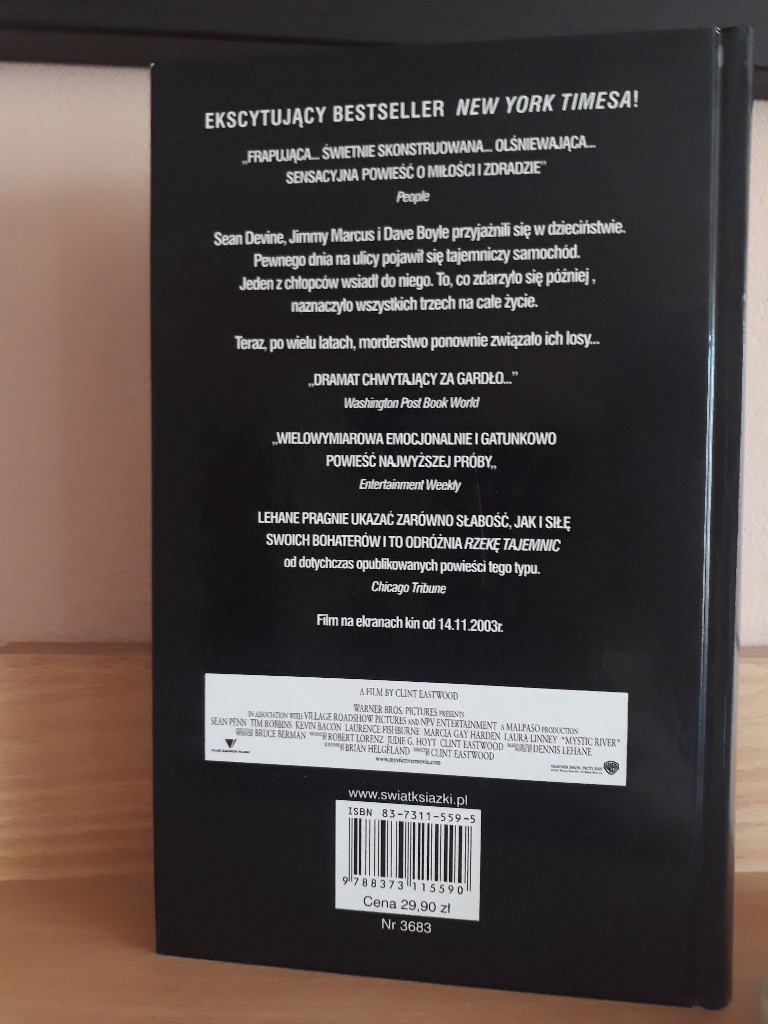 EKSCYTUJĄCY BESTSELLER NEW YORK TIMESA!
„FRAPUJĄCA... ŚWIETNIE SKONSTRUOWANA... OLŚNIEWAJĄCA...
SENSACYJNA POWIEŚĆ O MIŁOŚCI I ZDRADZIE”
People
Sean Devine, Jimmy Marcus i Dave Boyle przyjaźnili się w dzieciństwie.
Pewnego dnia na ulicy pojawił się tajemniczy samochód.
Jeden z chłopców wsiadł do niego. To, co zdarzyło się później ,
naznaczyło wszystkich trzech na całe życie.
Teraz, po wielu latach, morderstwo ponownie związało ich losy...
„DRAMAT CHWYTAJĄCY ZA GARDŁO...”
Washington Post Book World
„WIELOWYMIAROWA EMOCJONALNIE I GATUNKOWO
POWIEŚĆ NAJWYŻSZEJ PRÓBY„
Entertainment Weekly
LEHANE PRAGNIE UKAZAĆ ZARÓWNO SŁABOŚĆ, JAK I SIŁĘ
SWOICH BOHATERÓW I TO ODRÓŻNIA RZEKĘ TAJEMNIC
od dotychczas opublikowanych powieści tego typu.
Chicago Tribune
Film na ekranach kin od 14.11.2003r.
A FILM BY CLINT EASTWOOD
WARNER BROS. PICTURES PRESENTS
IN ASSOCIATION WITH VILLAGE ROADSHOW PICTURES AND NPV ENTERTAINMENT A MALPASO PRODUCTION
SEAN PENN TIM ROBBINS KEVIN BACON LAURENCE FISHBURNE MARCIA GAY HARDEN LAURA LINNEY "MYSTIC RIVER"
BRUCE BERMAN ROBERT LORENZ JUDIE G. HOYT CLINT EASTWOOD DENNIS LEHANE
BRIAN HELGELAND CLINT EASTWOOD
www.mysticrivermovie.com
WARNER BROS. PICTURES
www.swiatksiazki.pl
ISBN 83-7311-559-5
9 788373 115590
Cena 29,90 zł
Nr 3683